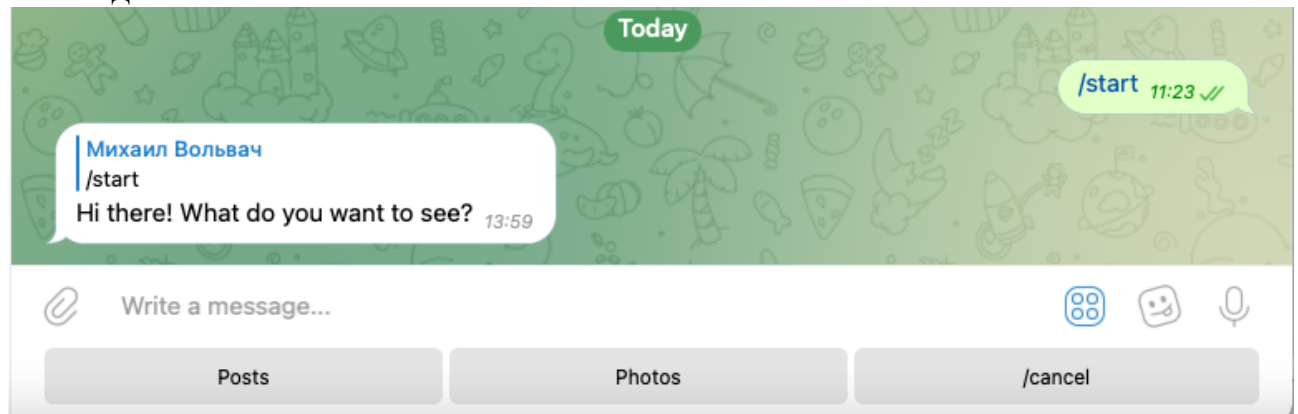 Today
/start 11:23
Михаил Вольвач
/start
Hi there! What do you want to see? 13:59
Write a message...
Posts Photos /cancel